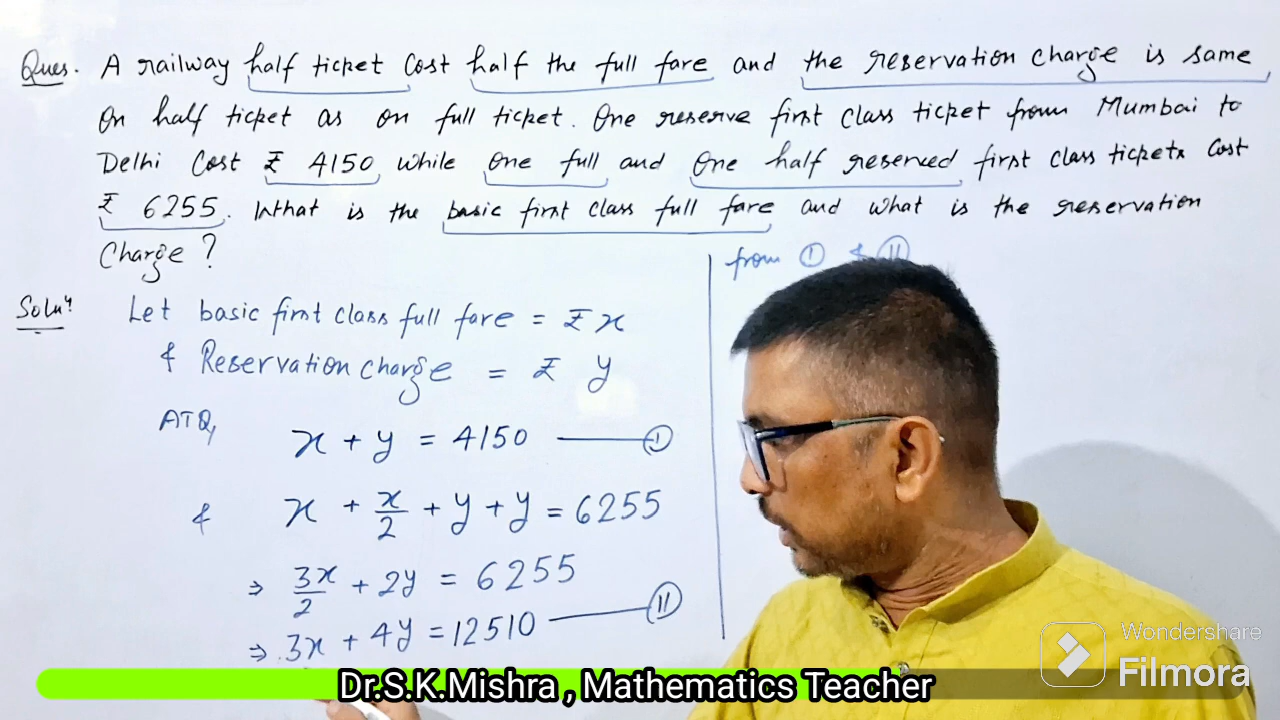 Ques. A railway half ticket Cost half the full fare and the reservation charge is same
On half ticket as on full ticket. One reserve first class ticket from Mumbai to
Delhi Cost ₹ 4150 while One full and One half reserved first class tickets Cost
₹ 6255. What is the basic first class full fare and what is the reservation
Charge?
Soluⁿ Let basic first class full fare = ₹ x
& Reservation charge = ₹ y
ATQ,
x + y = 4150 — (I)
& x + x/2 + y + y = 6255
⇒ 3x/2 + 2y = 6255
⇒ 3x + 4y = 12510 — (II)
from (I) & (II)
Wondershare
Filmora
Dr.S.K.Mishra , Mathematics Teacher